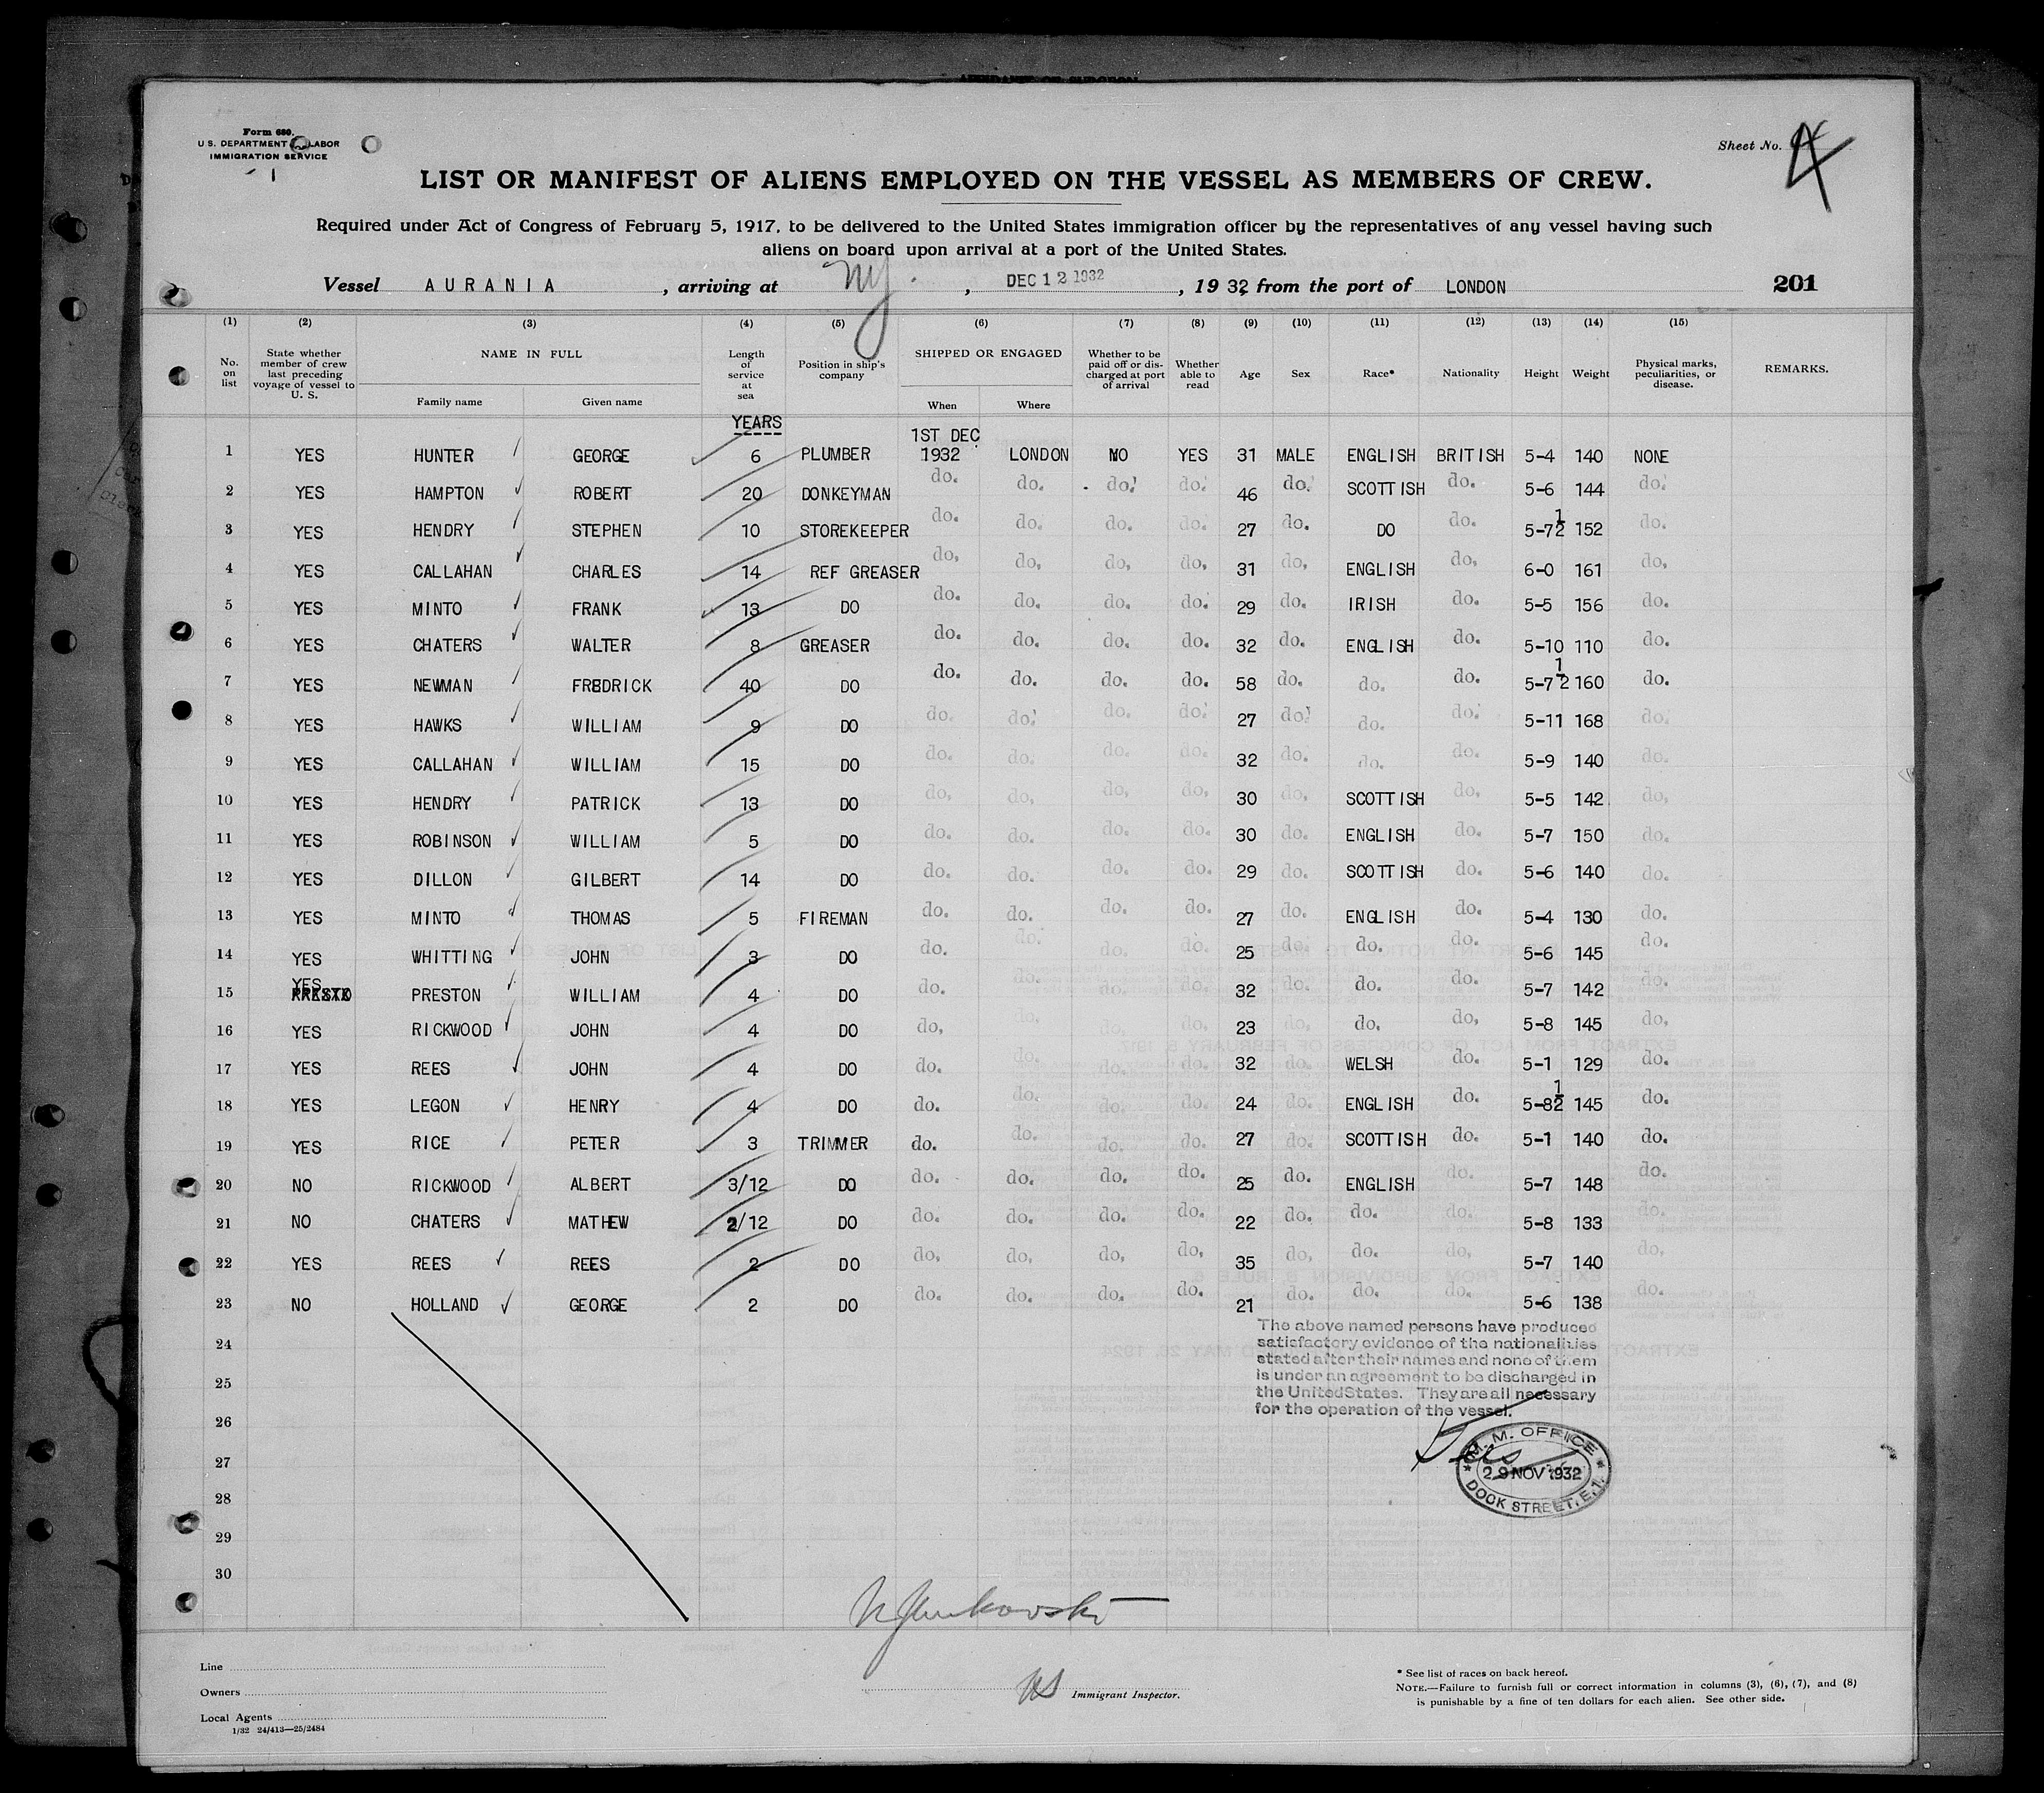 Form 680.
U. S. DEPARTMENT OF LABOR
IMMIGRATION SERVICE
Sheet No. 4
LIST OR MANIFEST OF ALIENS EMPLOYED ON THE VESSEL AS MEMBERS OF CREW.
Required under Act of Congress of February 5, 1917, to be delivered to the United States immigration officer by the representatives of any vessel having such
aliens on board upon arrival at a port of the United States.
Vessel AURANIA , arriving at NY. , DEC 12 1932 , 1932 from the port of LONDON 201
(1) (2) (3) (4) (5) (6) (7) (8) (9) (10) (11) (12) (13) (14) (15)
No. on list State whether member of crew last preceding voyage of vessel to U. S. NAME IN FULL Family name Given name Length of service at sea Position in ship's company SHIPPED OR ENGAGED When Where Whether to be paid off or discharged at port of arrival Whether able to read Age Sex Race* Nationality Height Weight Physical marks, peculiarities, or disease. REMARKS.
YEARS
1 YES HUNTER GEORGE 6 PLUMBER 1ST DEC 1932 LONDON NO YES 31 MALE ENGLISH BRITISH 5-4 140 NONE
2 YES HAMPTON ROBERT 20 DONKEYMAN do. do. do. do. 46 do. SCOTTISH do. 5-6 144 do.
3 YES HENDRY STEPHEN 10 STOREKEEPER do. do. do. do. 27 do. DO do. 5-7 1/2 152 do.
4 YES CALLAHAN CHARLES 14 REF GREASER do. do. do. do. 31 do. ENGLISH do. 6-0 161 do.
5 YES MINTO FRANK 13 DO do. do. do. do. 29 do. IRISH do. 5-5 156 do.
6 YES CHATERS WALTER 8 GREASER do. do. do. do. 32 do. ENGLISH do. 5-10 110 do.
7 YES NEWMAN FREDRICK 40 DO do. do. do. do. 58 do. do. do. 5-7 1/2 160 do.
8 YES HAWKS WILLIAM 9 DO do. do. do. do. 27 do. do. do. 5-11 168 do.
9 YES CALLAHAN WILLIAM 15 DO do. do. do. do. 32 do. do. do. 5-9 140 do.
10 YES HENDRY PATRICK 13 DO do. do. do. do. 30 do. SCOTTISH do. 5-5 142 do.
11 YES ROBINSON WILLIAM 5 DO do. do. do. do. 30 do. ENGLISH do. 5-7 150 do.
12 YES DILLON GILBERT 14 DO do. do. do. do. 29 do. SCOTTISH do. 5-6 140 do.
13 YES MINTO THOMAS 5 FIREMAN do. do. do. do. 27 do. ENGLISH do. 5-4 130 do.
14 YES WHITTING JOHN 3 DO do. do. do. do. 25 do. do. do. 5-6 145 do.
15 YES PRESTON WILLIAM 4 DO do. do. do. do. 32 do. do. do. 5-7 142 do.
16 YES RICKWOOD JOHN 4 DO do. do. do. do. 23 do. do. do. 5-8 145 do.
17 YES REES JOHN 4 DO do. do. do. do. 32 do. WELSH do. 5-1 129 do.
18 YES LEGON HENRY 4 DO do. do. do. do. 24 do. ENGLISH do. 5-8 1/2 145 do.
19 YES RICE PETER 3 TRIMMER do. do. do. do. 27 do. SCOTTISH do. 5-1 140 do.
20 NO RICKWOOD ALBERT 3/12 DO do. do. do. do. 25 do. ENGLISH do. 5-7 148 do.
21 NO CHATERS MATHEW 2/12 DO do. do. do. do. 22 do. do. do. 5-8 133 do.
22 YES REES REES 2 DO do. do. do. do. 35 do. do. do. 5-7 140 do.
23 NO HOLLAND GEORGE 2 DO do. do. do. do. 21 do. do. do. 5-6 138 do.
24
25
26
27
28
29
30
The above named persons have produced
satisfactory evidence of the nationalities
stated after their names and none of them
is under an agreement to be discharged in
the United States. They are all necessary
for the operation of the vessel.
M. M. OFFICE
29 NOV 1932
DOCK STREET, E.1.
Line
Owners
Local Agents
1/32 24/413—25/2484
Immigrant Inspector.
* See list of races on back hereof.
NOTE.—Failure to furnish full or correct information in columns (3), (6), (7), and (8)
is punishable by a fine of ten dollars for each alien. See other side.